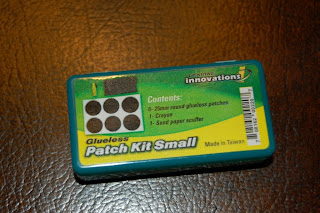 innovations
Contents:
6- 25mm round glueless patches
1- Crayon
1- Sand paper scuffer
Glueless
Patch Kit Small
Made in Taiwan